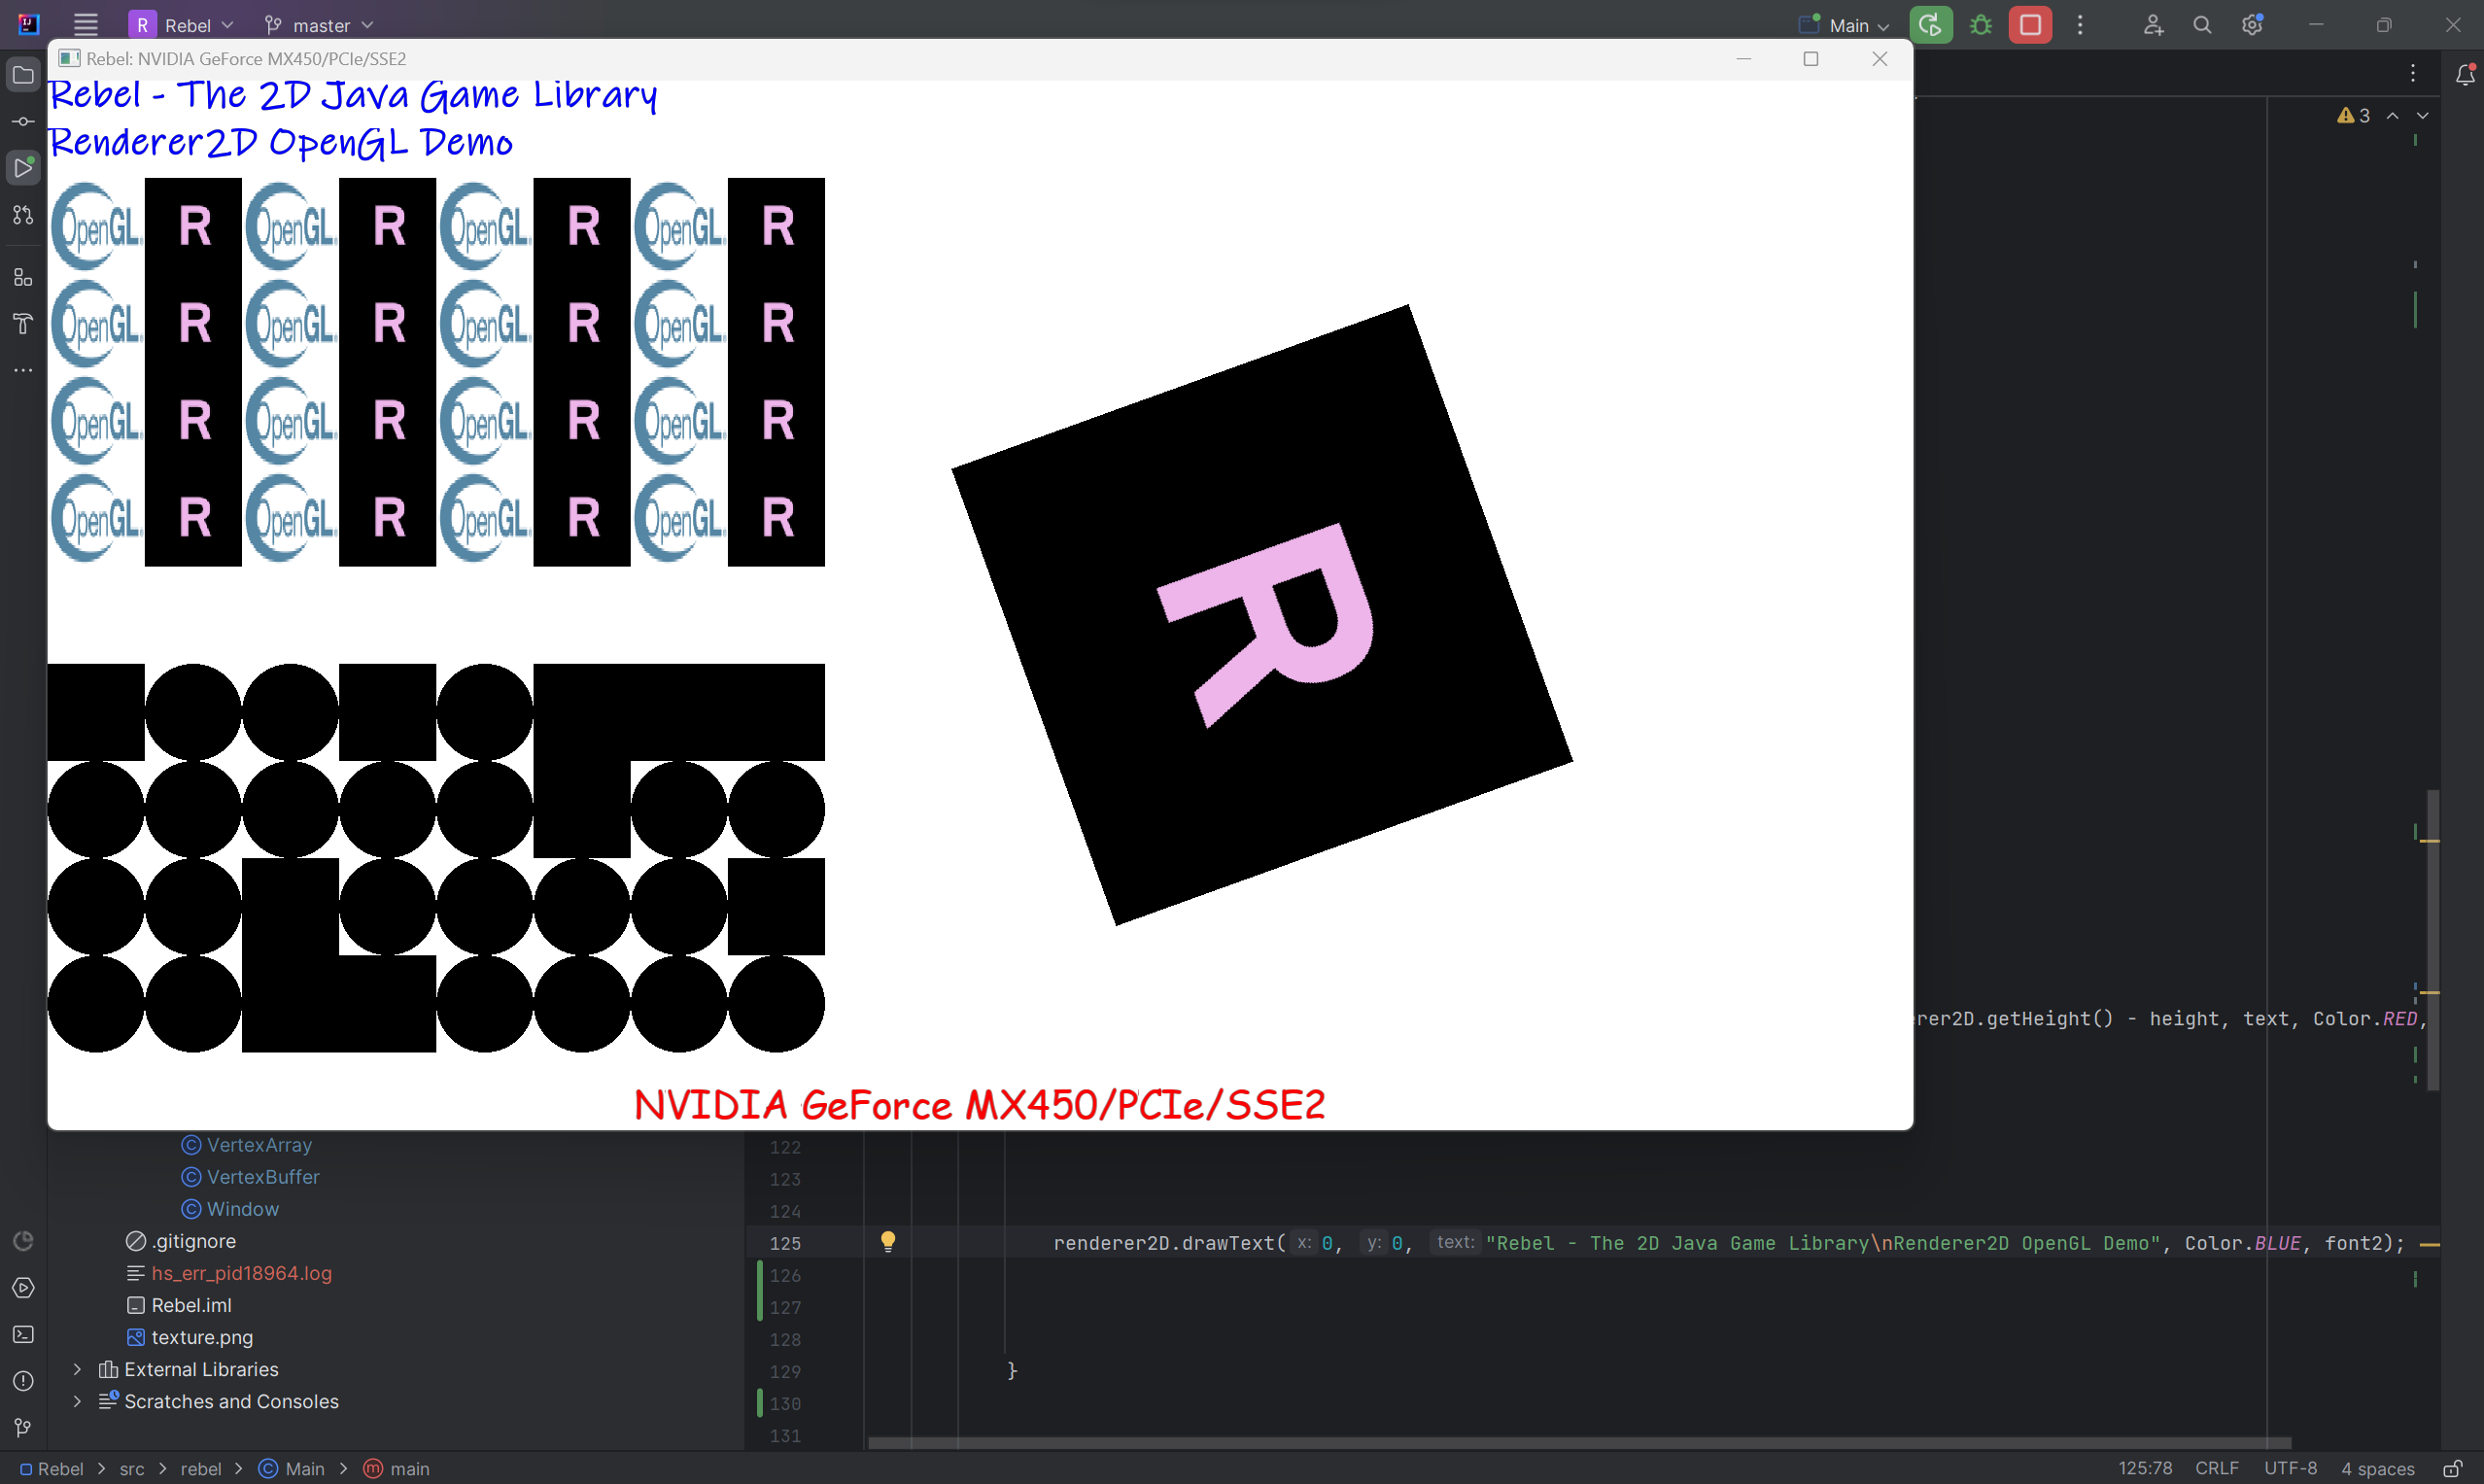 R Rebel master Main
Rebel: NVIDIA GeForce MX450/PCIe/SSE2
Rebel - The 2D Java Game Library
Renderer2D OpenGL Demo
OpenGL R OpenGL R OpenGL R OpenGL R
OpenGL R OpenGL R OpenGL R OpenGL R
OpenGL R OpenGL R OpenGL R OpenGL R
OpenGL R OpenGL R OpenGL R OpenGL R
R
3
rer2D.getHeight() - height, text, Color.RED,
NVIDIA GeForce MX450/PCIe/SSE2
VertexArray
VertexBuffer
Window
.gitignore
hs_err_pid18964.log
Rebel.iml
texture.png
External Libraries
Scratches and Consoles
122
123
124
125 renderer2D.drawText( x: 0, y: 0, text: "Rebel - The 2D Java Game Library\nRenderer2D OpenGL Demo", Color.BLUE, font2);
126
127
128
129 }
130
131
Rebel > src > rebel > Main > main
125:78 CRLF UTF-8 4 spaces